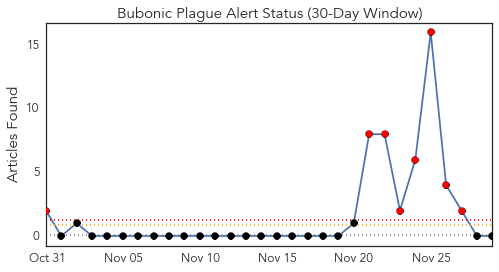 Bubonic Plague Alert Status (30-Day Window)
Articles Found
15
10
5
0
Oct 31 Nov 05 Nov 10 Nov 15 Nov 20 Nov 25